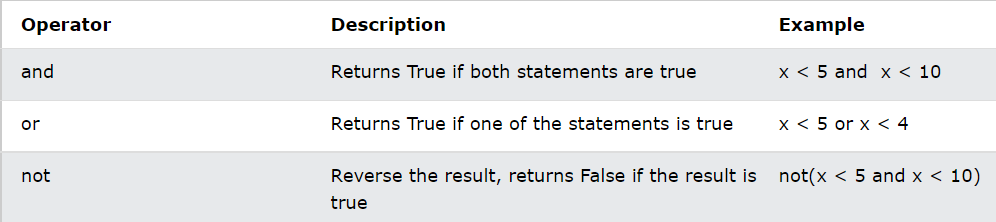 Operator Description Example
and Returns True if both statements are true x < 5 and  x < 10
or Returns True if one of the statements is true x < 5 or x < 4
not Reverse the result, returns False if the result is not(x < 5 and x < 10)
true